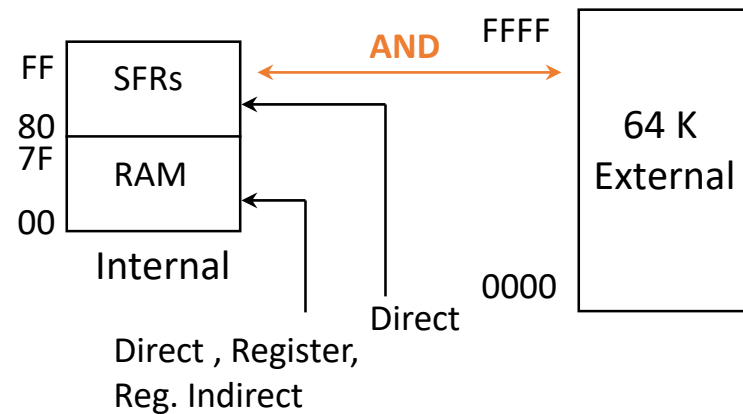 FFFF
AND
FF
SFRs
80
7F
RAM
00
Internal
64 K
External
0000
Direct
Direct , Register,
Reg. Indirect